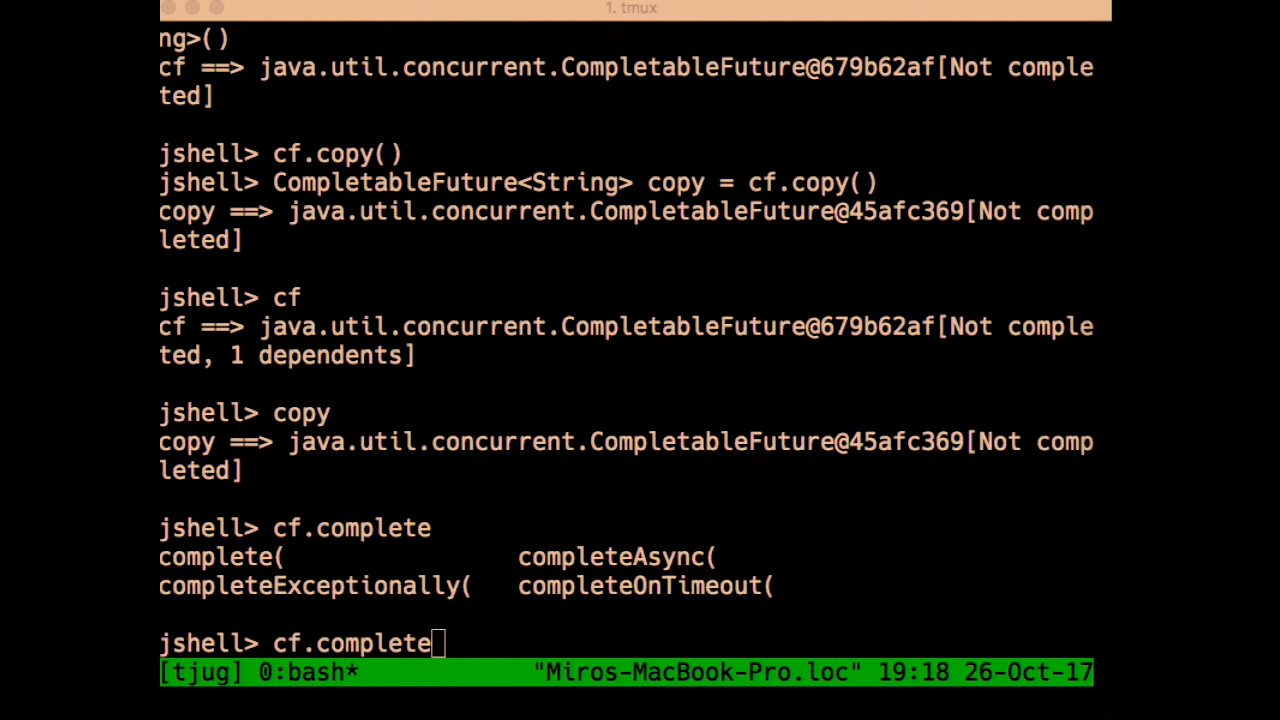 1. tmux
ng>()
cf ==> java.util.concurrent.CompletableFuture@679b62af[Not comple
ted]
jshell> cf.copy()
jshell> CompletableFuture<String> copy = cf.copy()
copy ==> java.util.concurrent.CompletableFuture@45afc369[Not comp
leted]
jshell> cf
cf ==> java.util.concurrent.CompletableFuture@679b62af[Not comple
ted, 1 dependents]
jshell> copy
copy ==> java.util.concurrent.CompletableFuture@45afc369[Not comp
leted]
jshell> cf.complete
complete( completeAsync(
completeExceptionally( completeOnTimeout(
jshell> cf.complete
[tjug] 0:bash* "Miros-MacBook-Pro.loc" 19:18 26-Oct-17